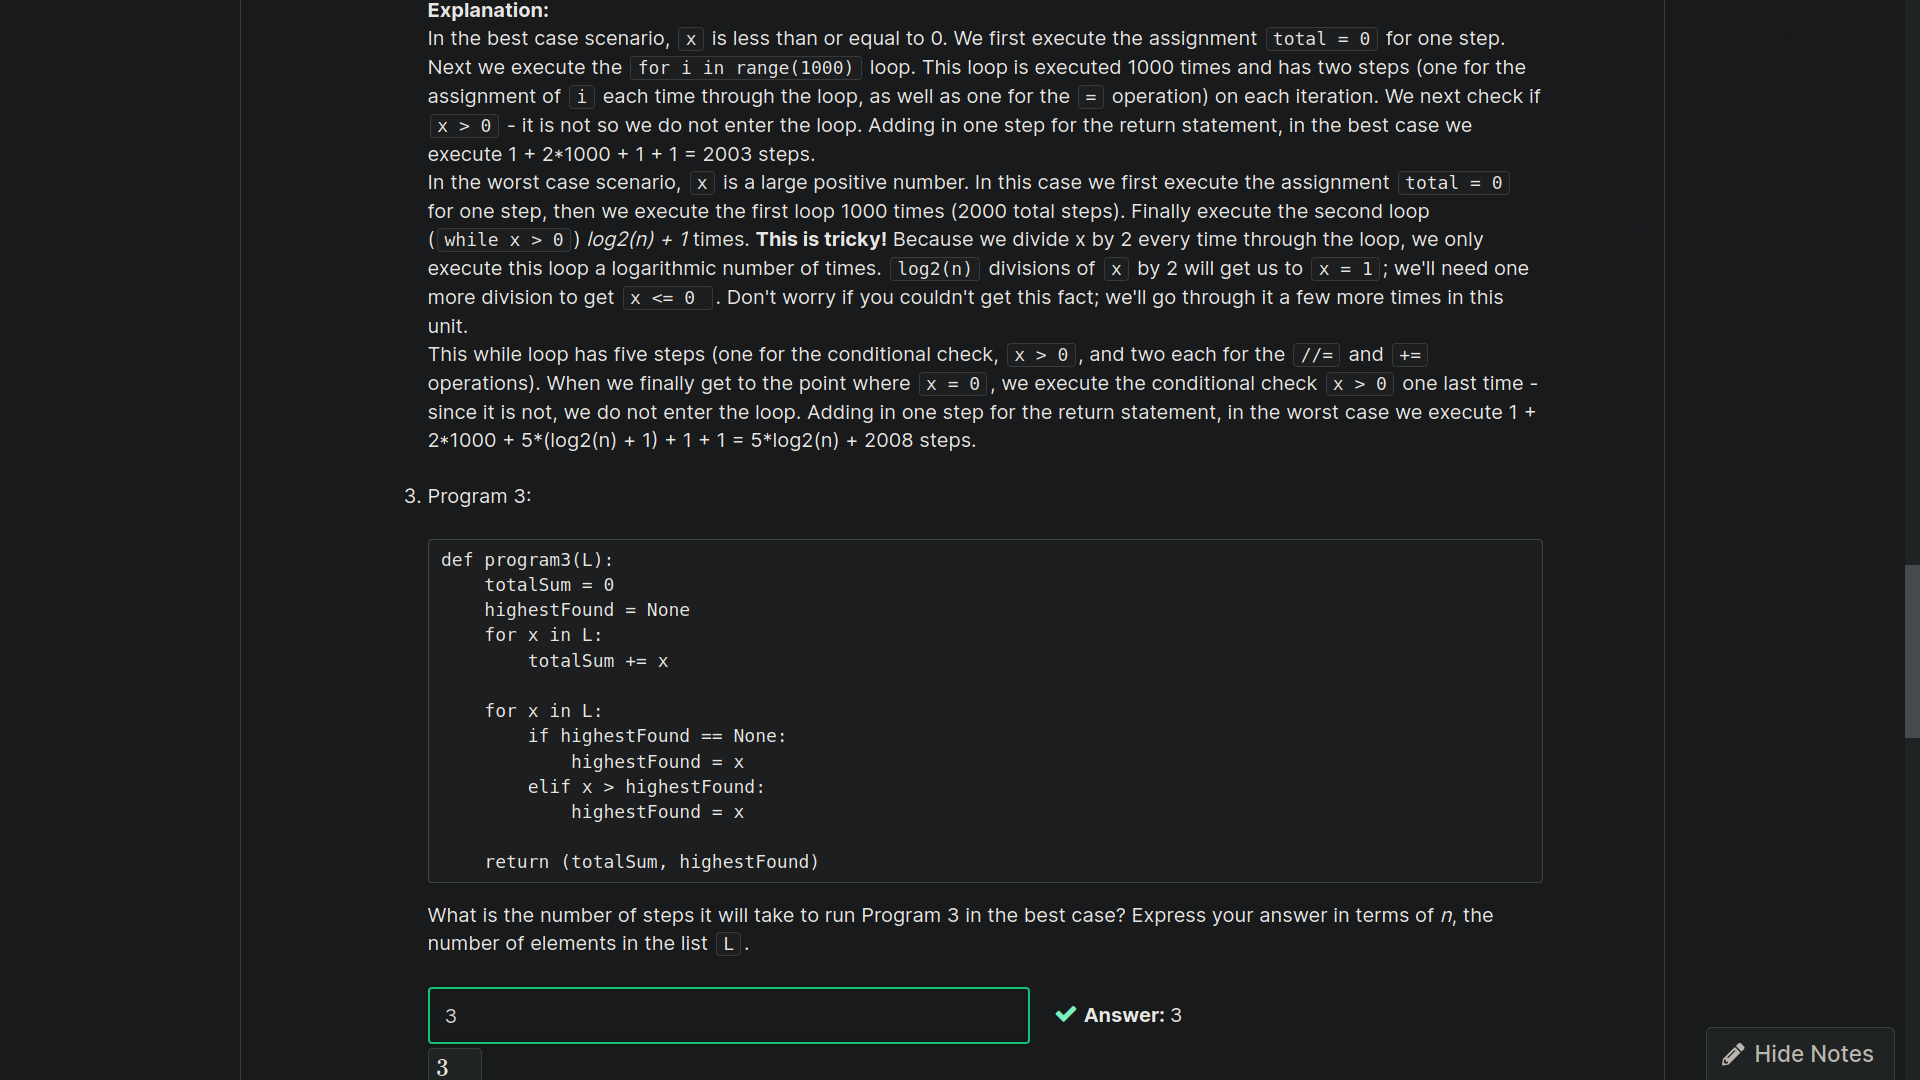 Explanation:
In the best case scenario, x is less than or equal to 0. We first execute the assignment total = 0 for one step.
Next we execute the for i in range(1000) loop. This loop is executed 1000 times and has two steps (one for the
assignment of i each time through the loop, as well as one for the = operation) on each iteration. We next check if
x > 0 - it is not so we do not enter the loop. Adding in one step for the return statement, in the best case we
execute 1 + 2*1000 + 1 + 1 = 2003 steps.
In the worst case scenario, x is a large positive number. In this case we first execute the assignment total = 0
for one step, then we execute the first loop 1000 times (2000 total steps). Finally execute the second loop
( while x > 0 ) log2(n) + 1 times. This is tricky! Because we divide x by 2 every time through the loop, we only
execute this loop a logarithmic number of times. log2(n) divisions of x by 2 will get us to x = 1 ; we'll need one
more division to get x <= 0 . Don't worry if you couldn't get this fact; we'll go through it a few more times in this
unit.
This while loop has five steps (one for the conditional check, x > 0 , and two each for the //= and +=
operations). When we finally get to the point where x = 0 , we execute the conditional check x > 0 one last time -
since it is not, we do not enter the loop. Adding in one step for the return statement, in the worst case we execute 1 +
2*1000 + 5*(log2(n) + 1) + 1 + 1 = 5*log2(n) + 2008 steps.
3. Program 3:
def program3(L):
    totalSum = 0
    highestFound = None
    for x in L:
        totalSum += x
    for x in L:
        if highestFound == None:
            highestFound = x
        elif x > highestFound:
            highestFound = x
    return (totalSum, highestFound)
What is the number of steps it will take to run Program 3 in the best case? Express your answer in terms of n, the
number of elements in the list L .
3
Answer: 3
3
Hide Notes